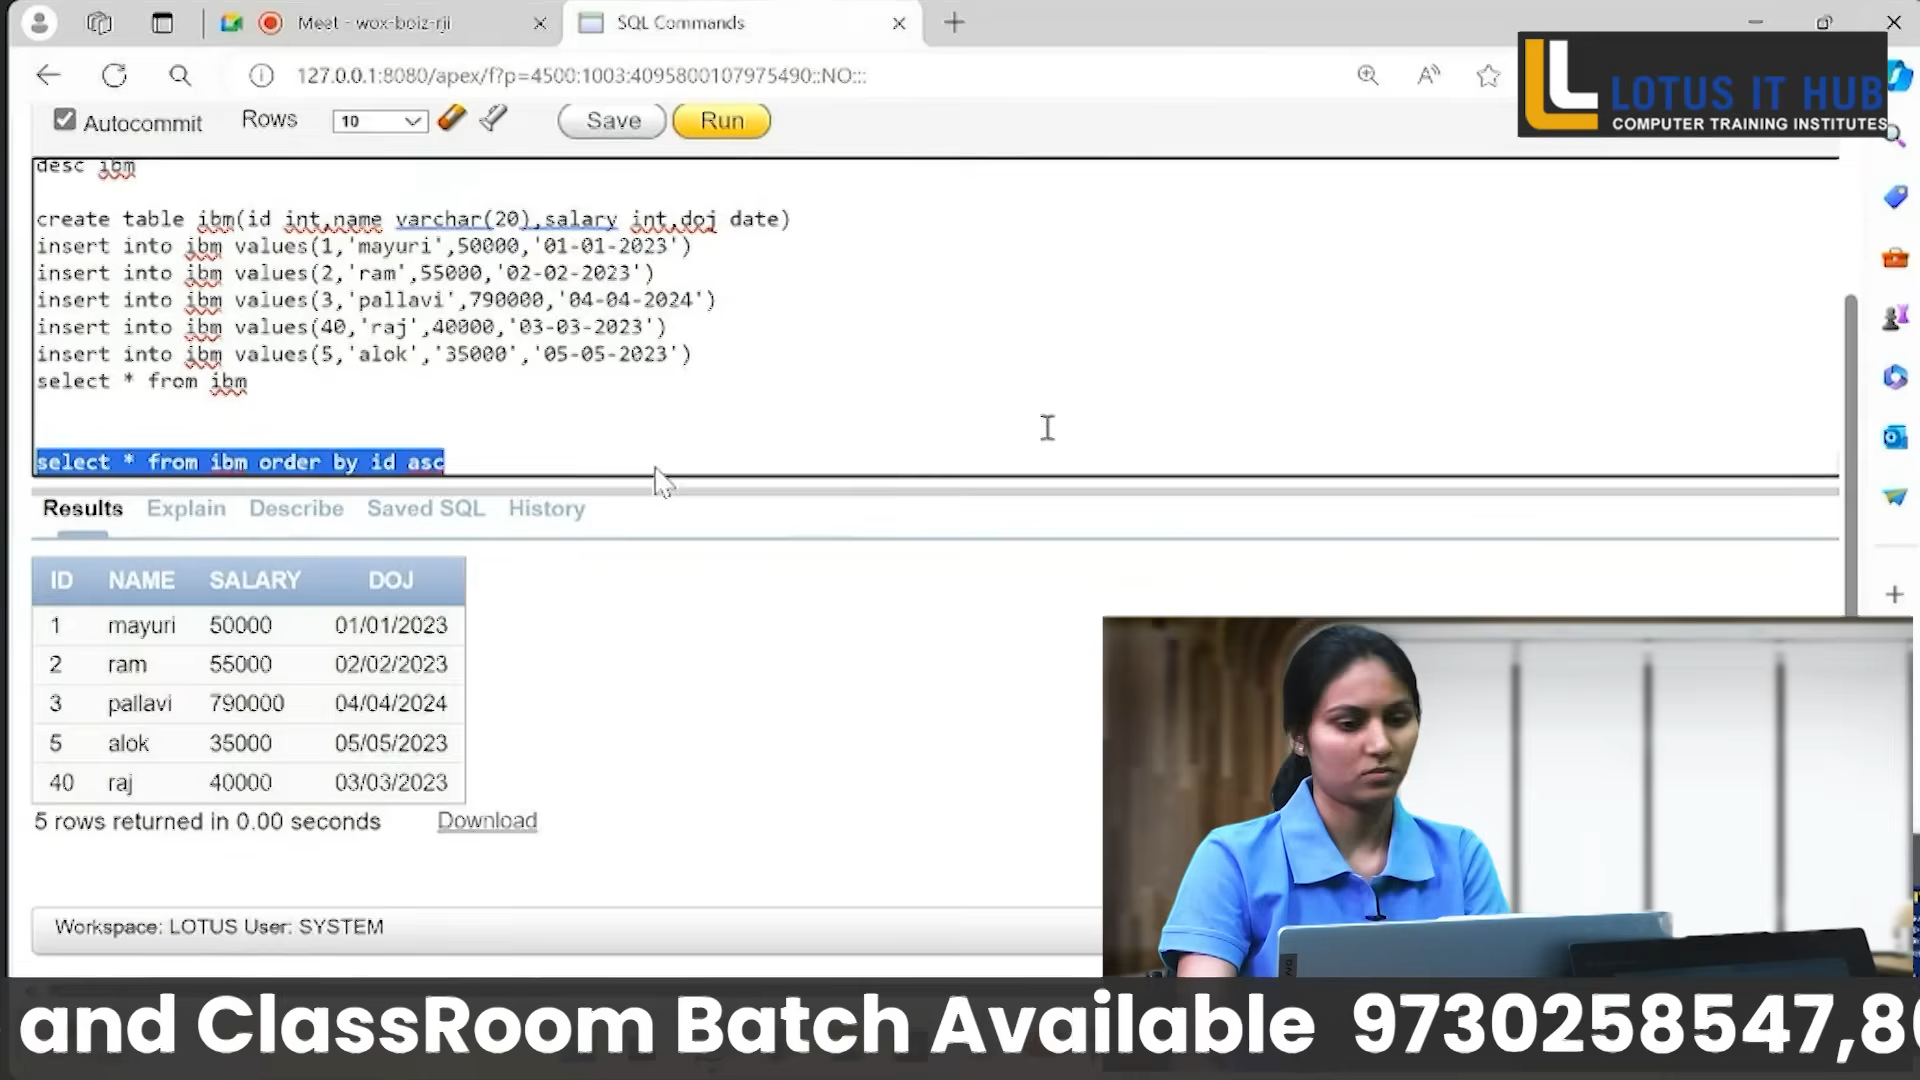 Meet - wox-boiz-rji
SQL Commands
127.0.0.1:8080/apex/f?p=4500:1003:4095800107975490::NO:::
LOTUS IT HUB
COMPUTER TRAINING INSTITUTES
Autocommit Rows 10 Save Run
desc ibm
create table ibm(id int,name varchar(20),salary int,doj date)
insert into ibm values(1,'mayuri',50000,'01-01-2023')
insert into ibm values(2,'ram',55000,'02-02-2023')
insert into ibm values(3,'pallavi',790000,'04-04-2024')
insert into ibm values(40,'raj',40000,'03-03-2023')
insert into ibm values(5,'alok','35000','05-05-2023')
select * from ibm
select * from ibm order by id asc
Results Explain Describe Saved SQL History
ID NAME SALARY DOJ
1 mayuri 50000 01/01/2023
2 ram 55000 02/02/2023
3 pallavi 790000 04/04/2024
5 alok 35000 05/05/2023
40 raj 40000 03/03/2023
5 rows returned in 0.00 seconds Download
Workspace: LOTUS User: SYSTEM
and ClassRoom Batch Available 9730258547,8